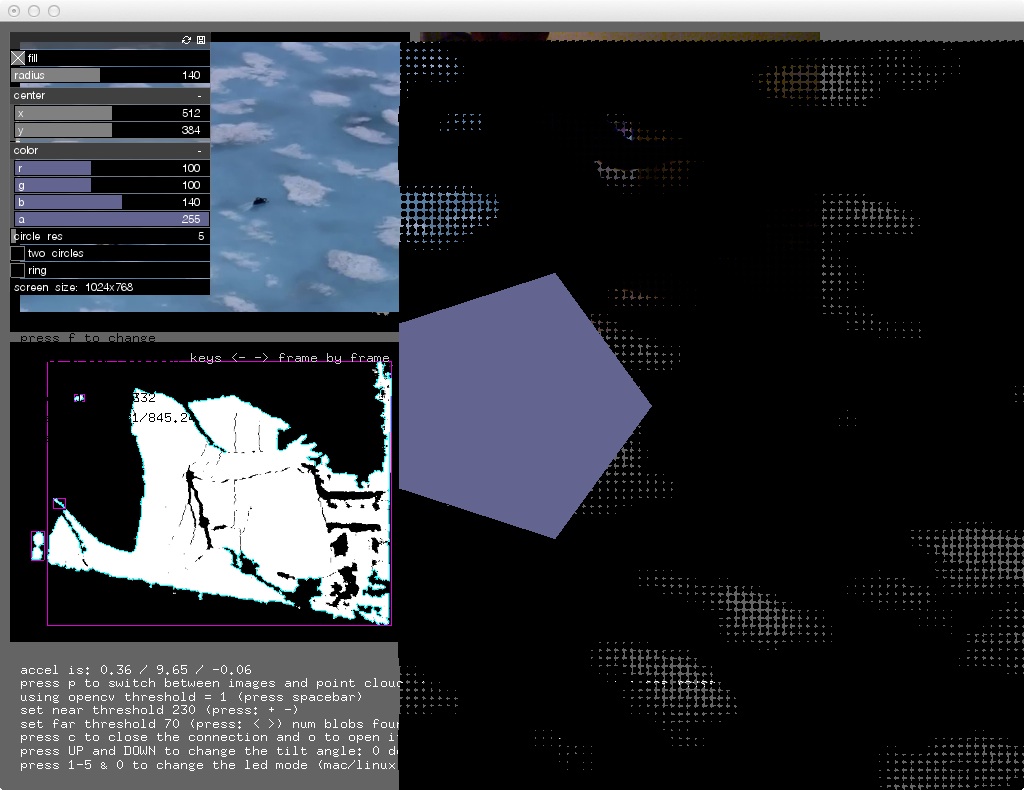 fill
radius 140
center -
x 512
y 384
color -
r 100
g 100
b 140
a 255
circle res 5
two circles
ring
screen size: 1024x768
press f to change
keys <- -> frame by frame
332
1/845.24
accel is: 0.36 / 9.65 / -0.06
press p to switch between images and point clou
using opencv threshold = 1 (press spacebar)
set near threshold 230 (press: + -)
set far threshold 70 (press: < >) num blobs fou
press c to close the connection and o to open i
press UP and DOWN to change the tilt angle: 0 d
press 1-5 & 0 to change the led mode (mac/linux